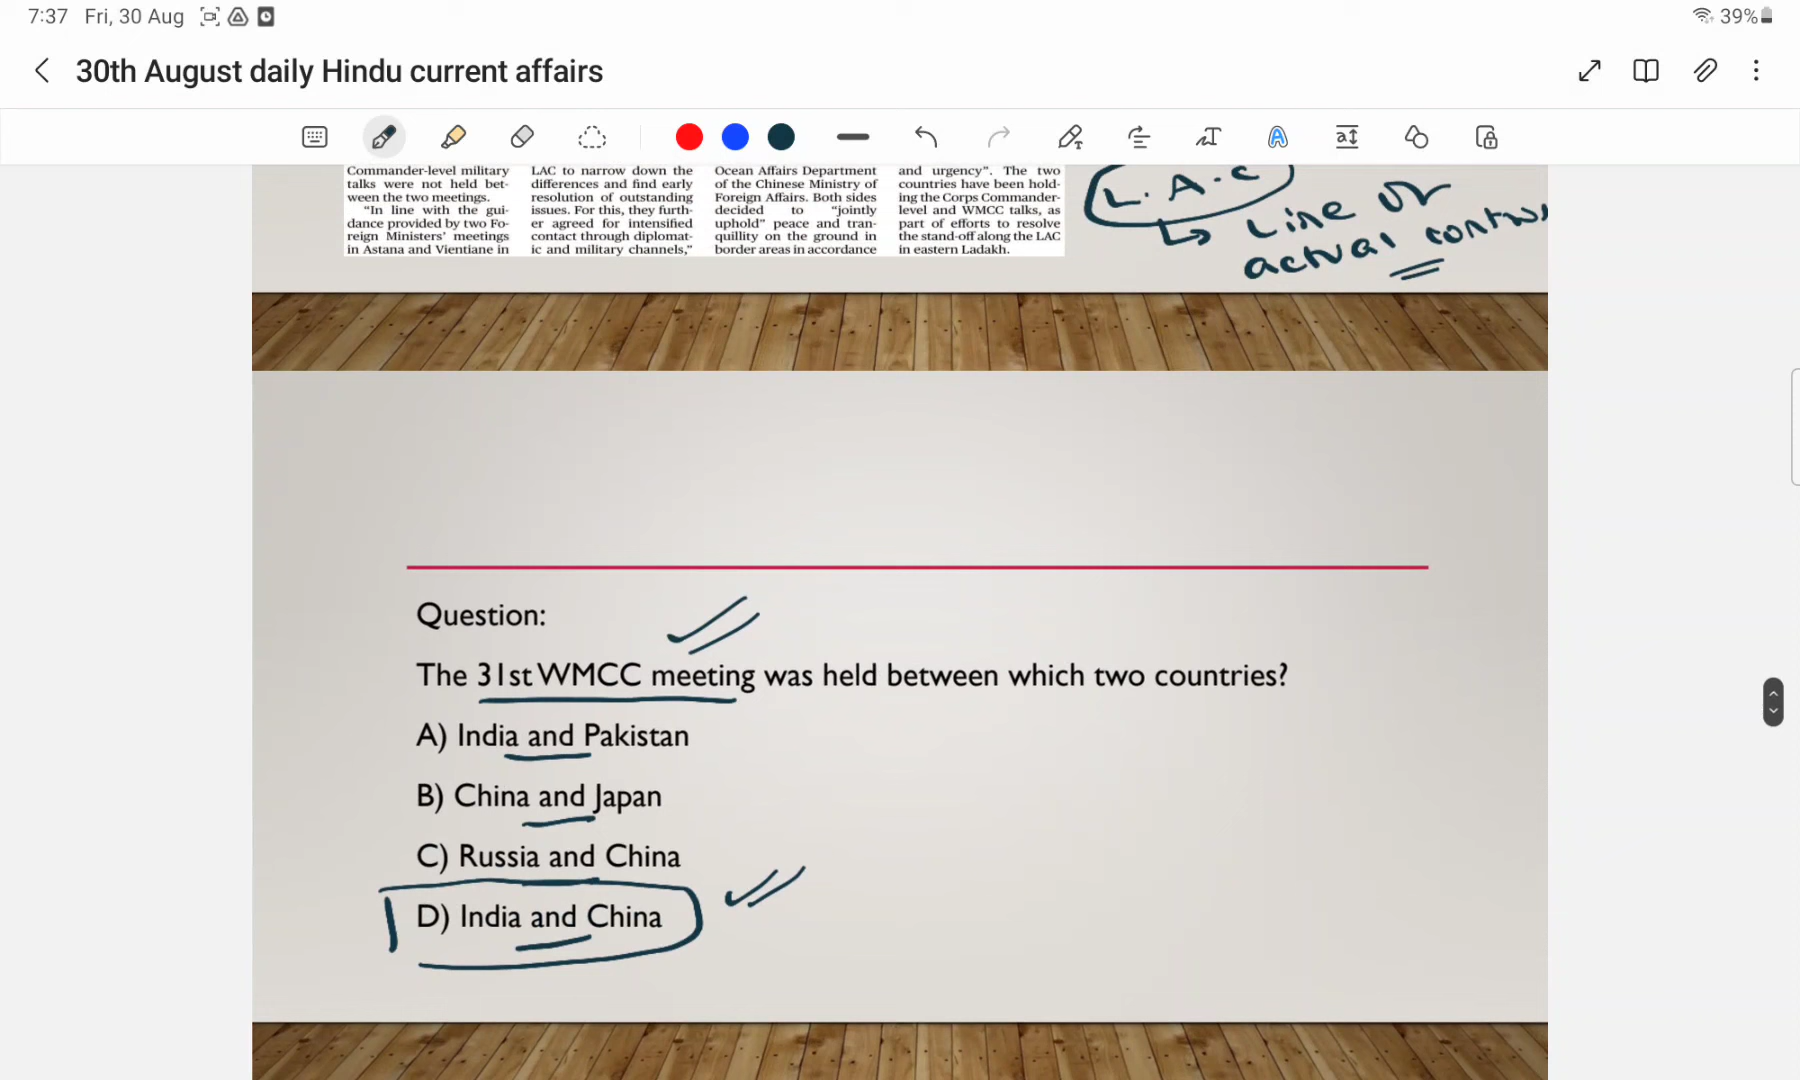 7:37 Fri, 30 Aug
39%
30th August daily Hindu current affairs
Commander-level military
talks were not held bet-
ween the two meetings.
"In line with the gui-
dance provided by two Fo-
reign Ministers' meetings
in Astana and Vientiane in
LAC to narrow down the
differences and find early
resolution of outstanding
issues. For this, they furth-
er agreed for intensified
contact through diplomat-
ic and military channels,"
Ocean Affairs Department
of the Chinese Ministry of
Foreign Affairs. Both sides
decided to "jointly
uphold" peace and tran-
quillity on the ground in
border areas in accordance
and urgency". The two
countries have been hold-
ing the Corps Commander-
level and WMCC talks, as
part of efforts to resolve
the stand-off along the LAC
in eastern Ladakh.
L.A.C
Line of
actual
Question:
The 31st WMCC meeting was held between which two countries?
A) India and Pakistan
B) China and Japan
C) Russia and China
D) India and China